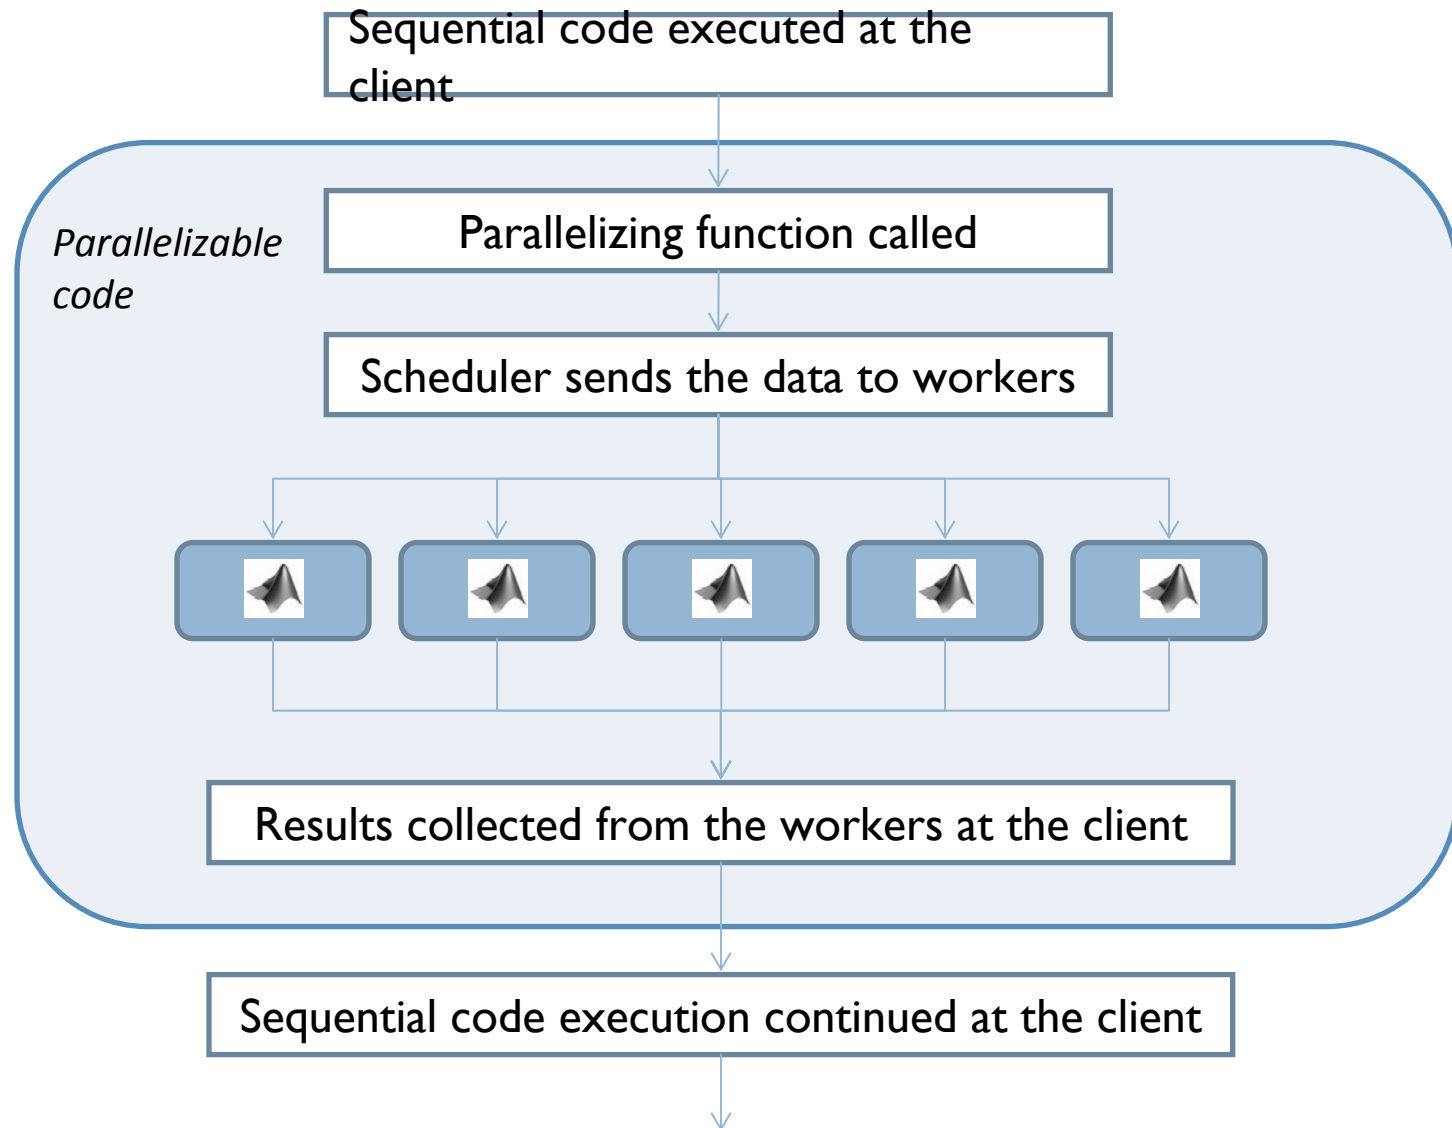 Sequential code executed at the
client
Parallelizing function called
Parallelizable
code
Scheduler sends the data to workers
Results collected from the workers at the client
Sequential code execution continued at the client